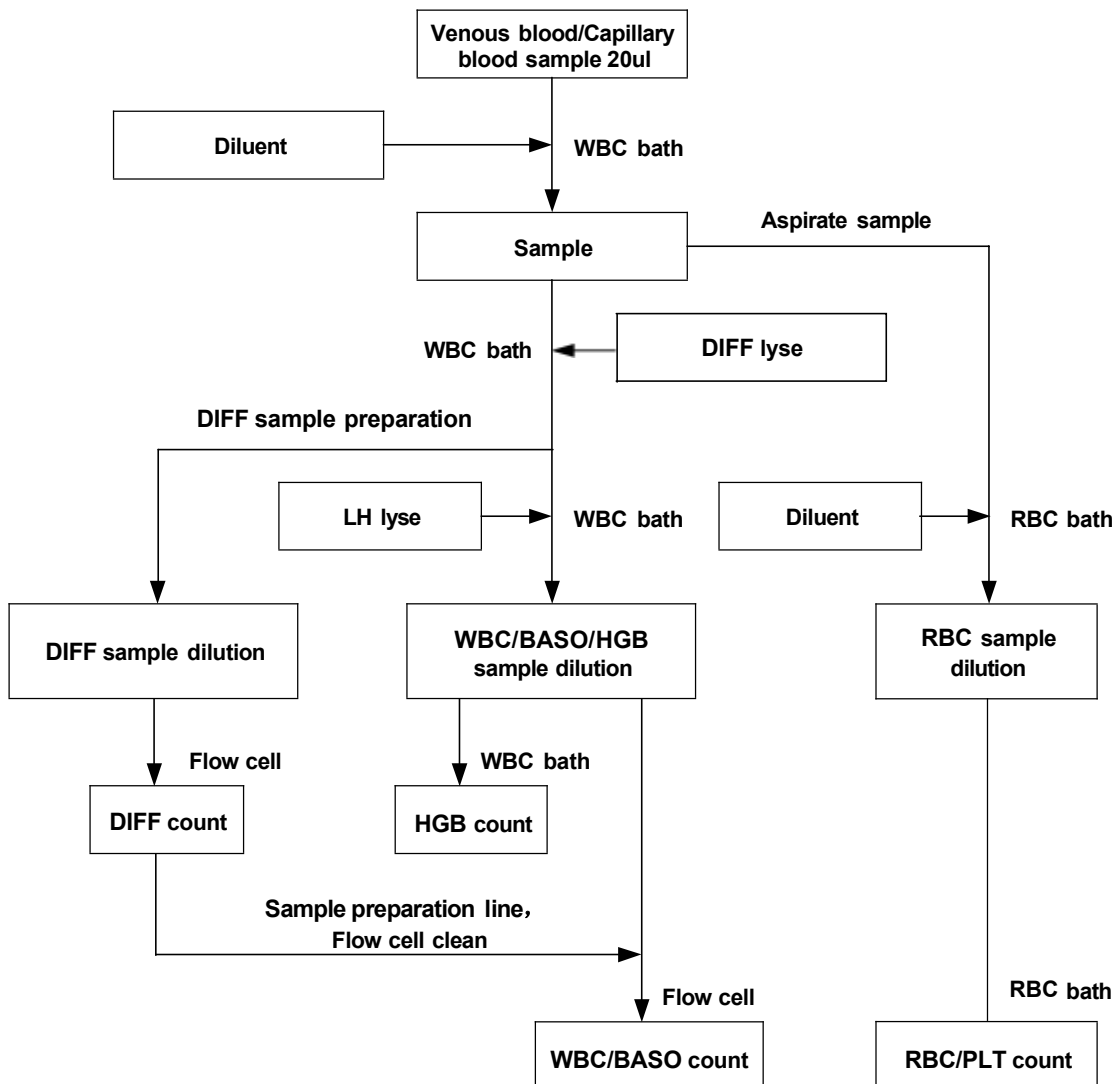 Venous blood/Capillary
blood sample 20ul
Diluent
WBC bath
Aspirate sample
Sample
WBC bath
DIFF lyse
DIFF sample preparation
LH lyse
WBC bath
Diluent
RBC bath
DIFF sample dilution
WBC/BASO/HGB
sample dilution
RBC sample
dilution
Flow cell
WBC bath
DIFF count
HGB count
Sample preparation line，
Flow cell clean
Flow cell
RBC bath
WBC/BASO count
RBC/PLT count